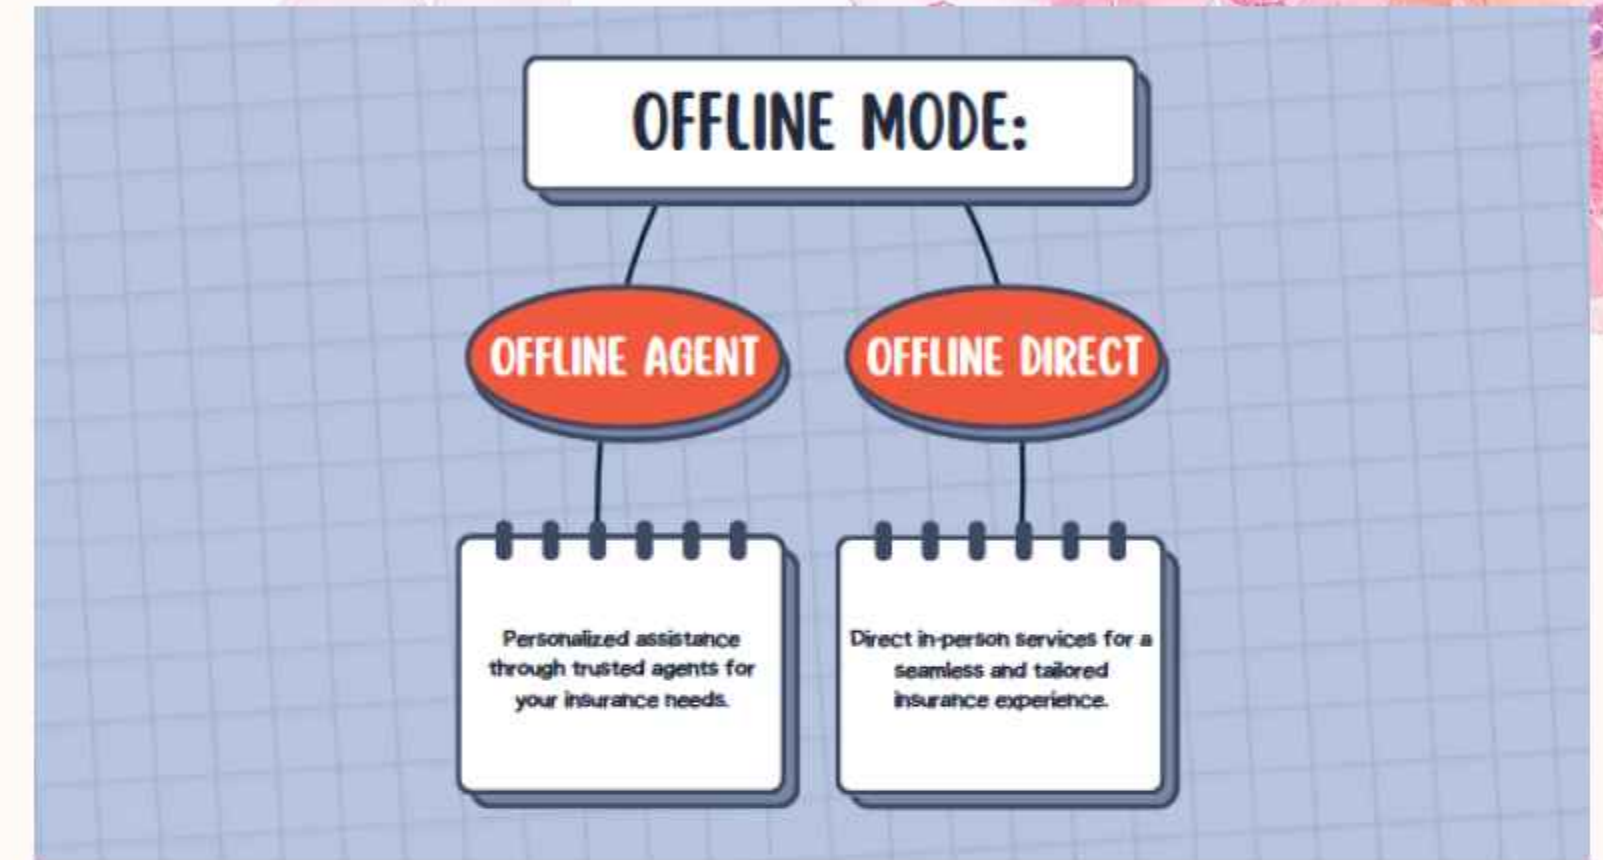 OFFLINE MODE:
OFFLINE AGENT
OFFLINE DIRECT
Personalized assistance
through trusted agents for
your insurance needs.
Direct in-person services for a
seamless and tailored
insurance experience.